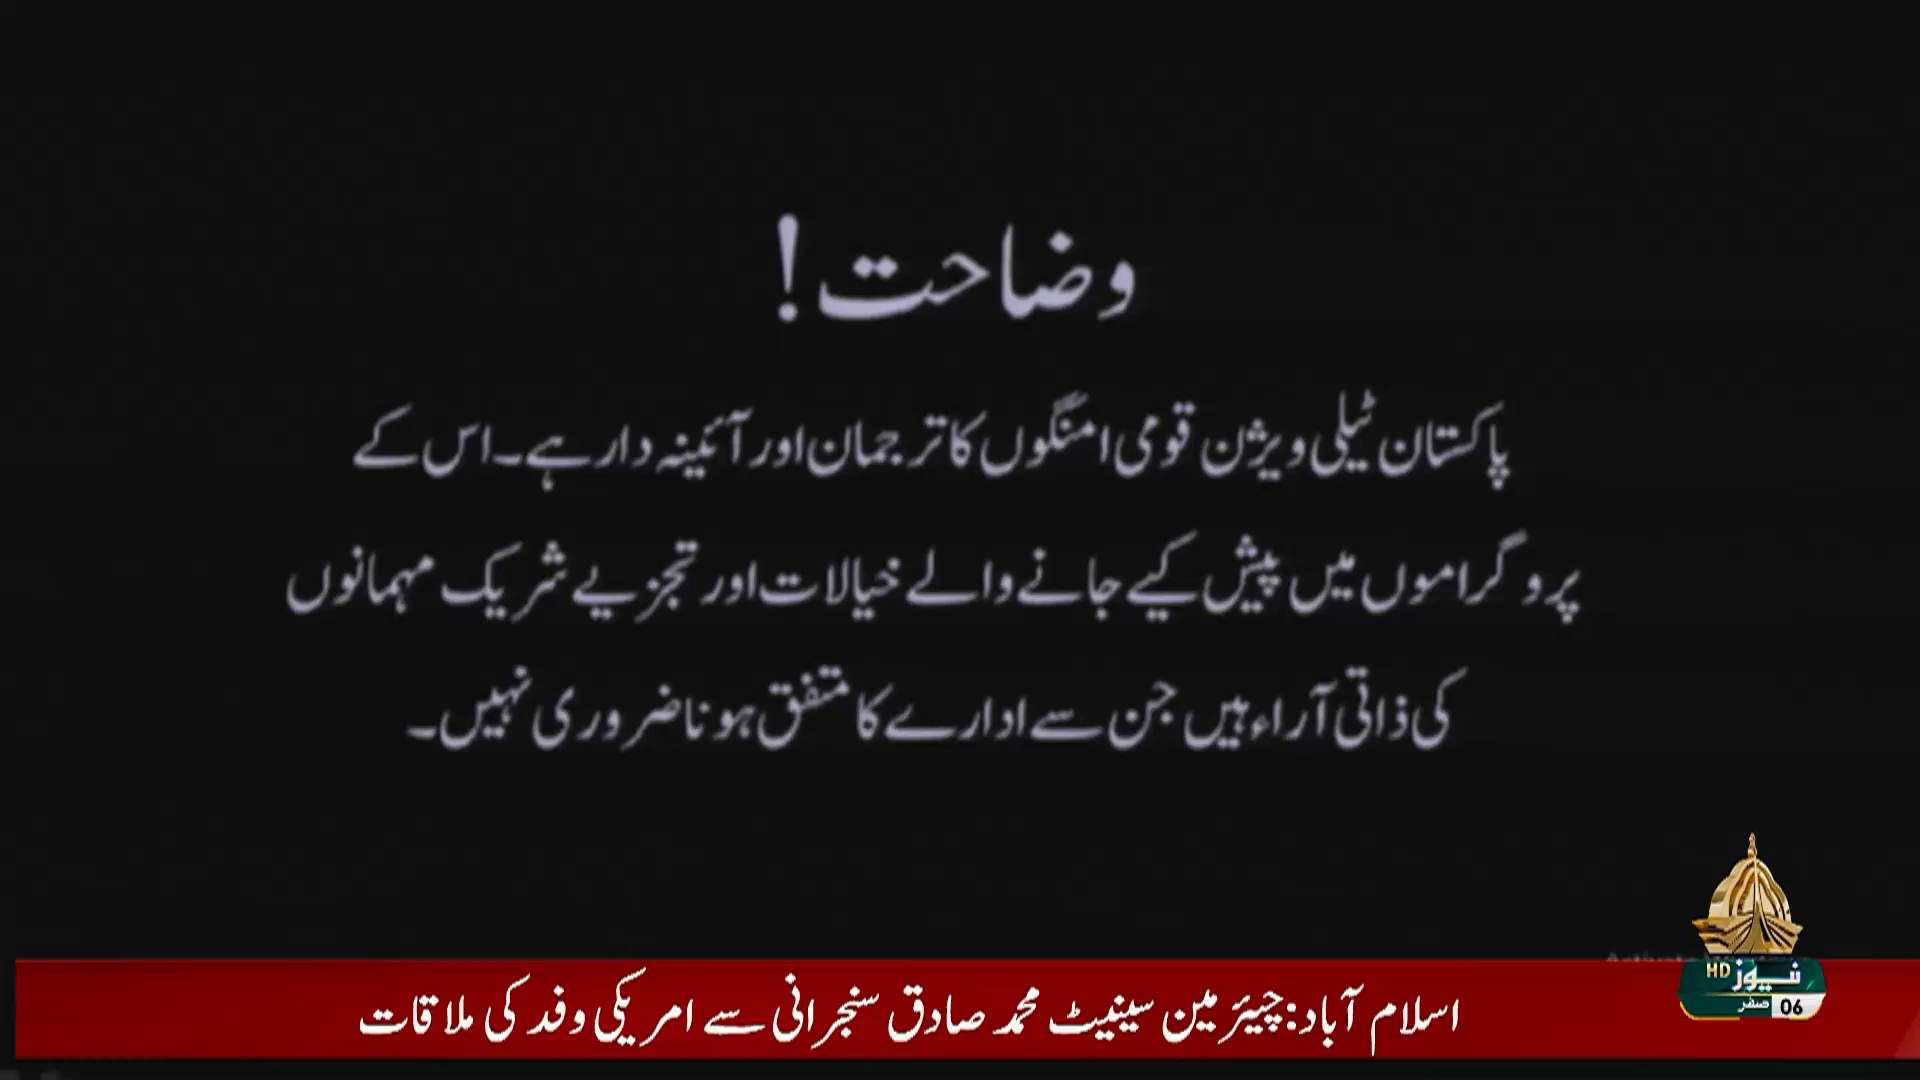 وضاحت!
پاکستان ٹیلی ویژن قومی امنگوں کا ترجمان اور آئینہ دار ہے۔ اس کے
پروگراموں میں پیش کیے جانے والے خیالات اور تجزیے شریک مہمانوں
کی ذاتی آراء ہیں جن سے ادارے کا متفق ہونا ضروری نہیں۔
نیوز HD
06 صفر
اسلام آباد: چیئر مین سینیٹ محمد صادق سنجرانی سے امریکی وفد کی ملاقات